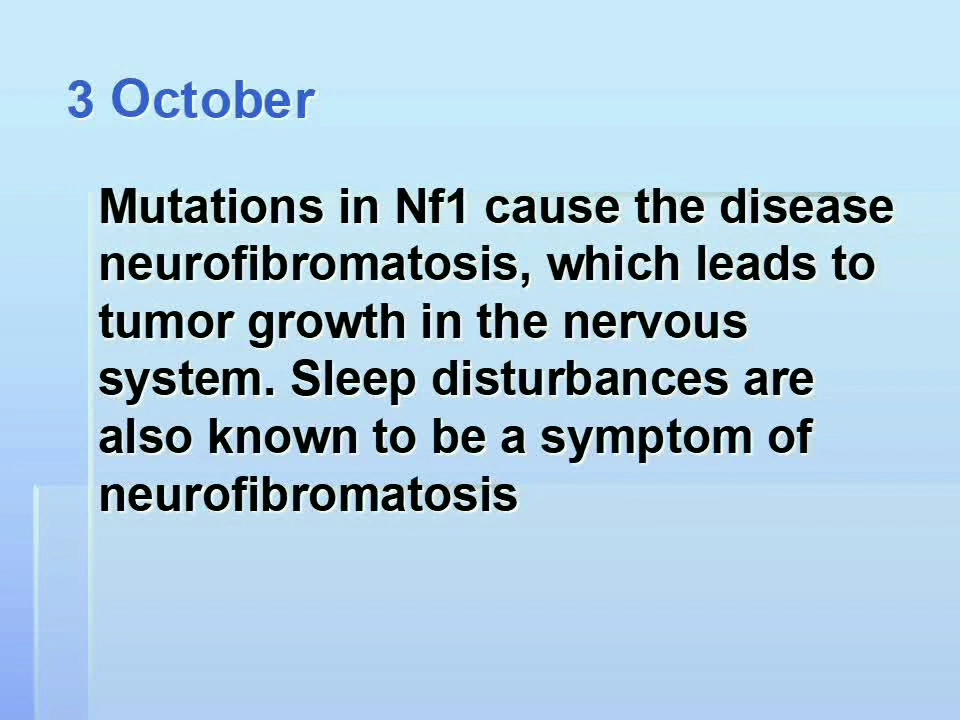 3 October
Mutations in Nf1 cause the disease
neurofibromatosis, which leads to
tumor growth in the nervous
system. Sleep disturbances are
also known to be a symptom of
neurofibromatosis